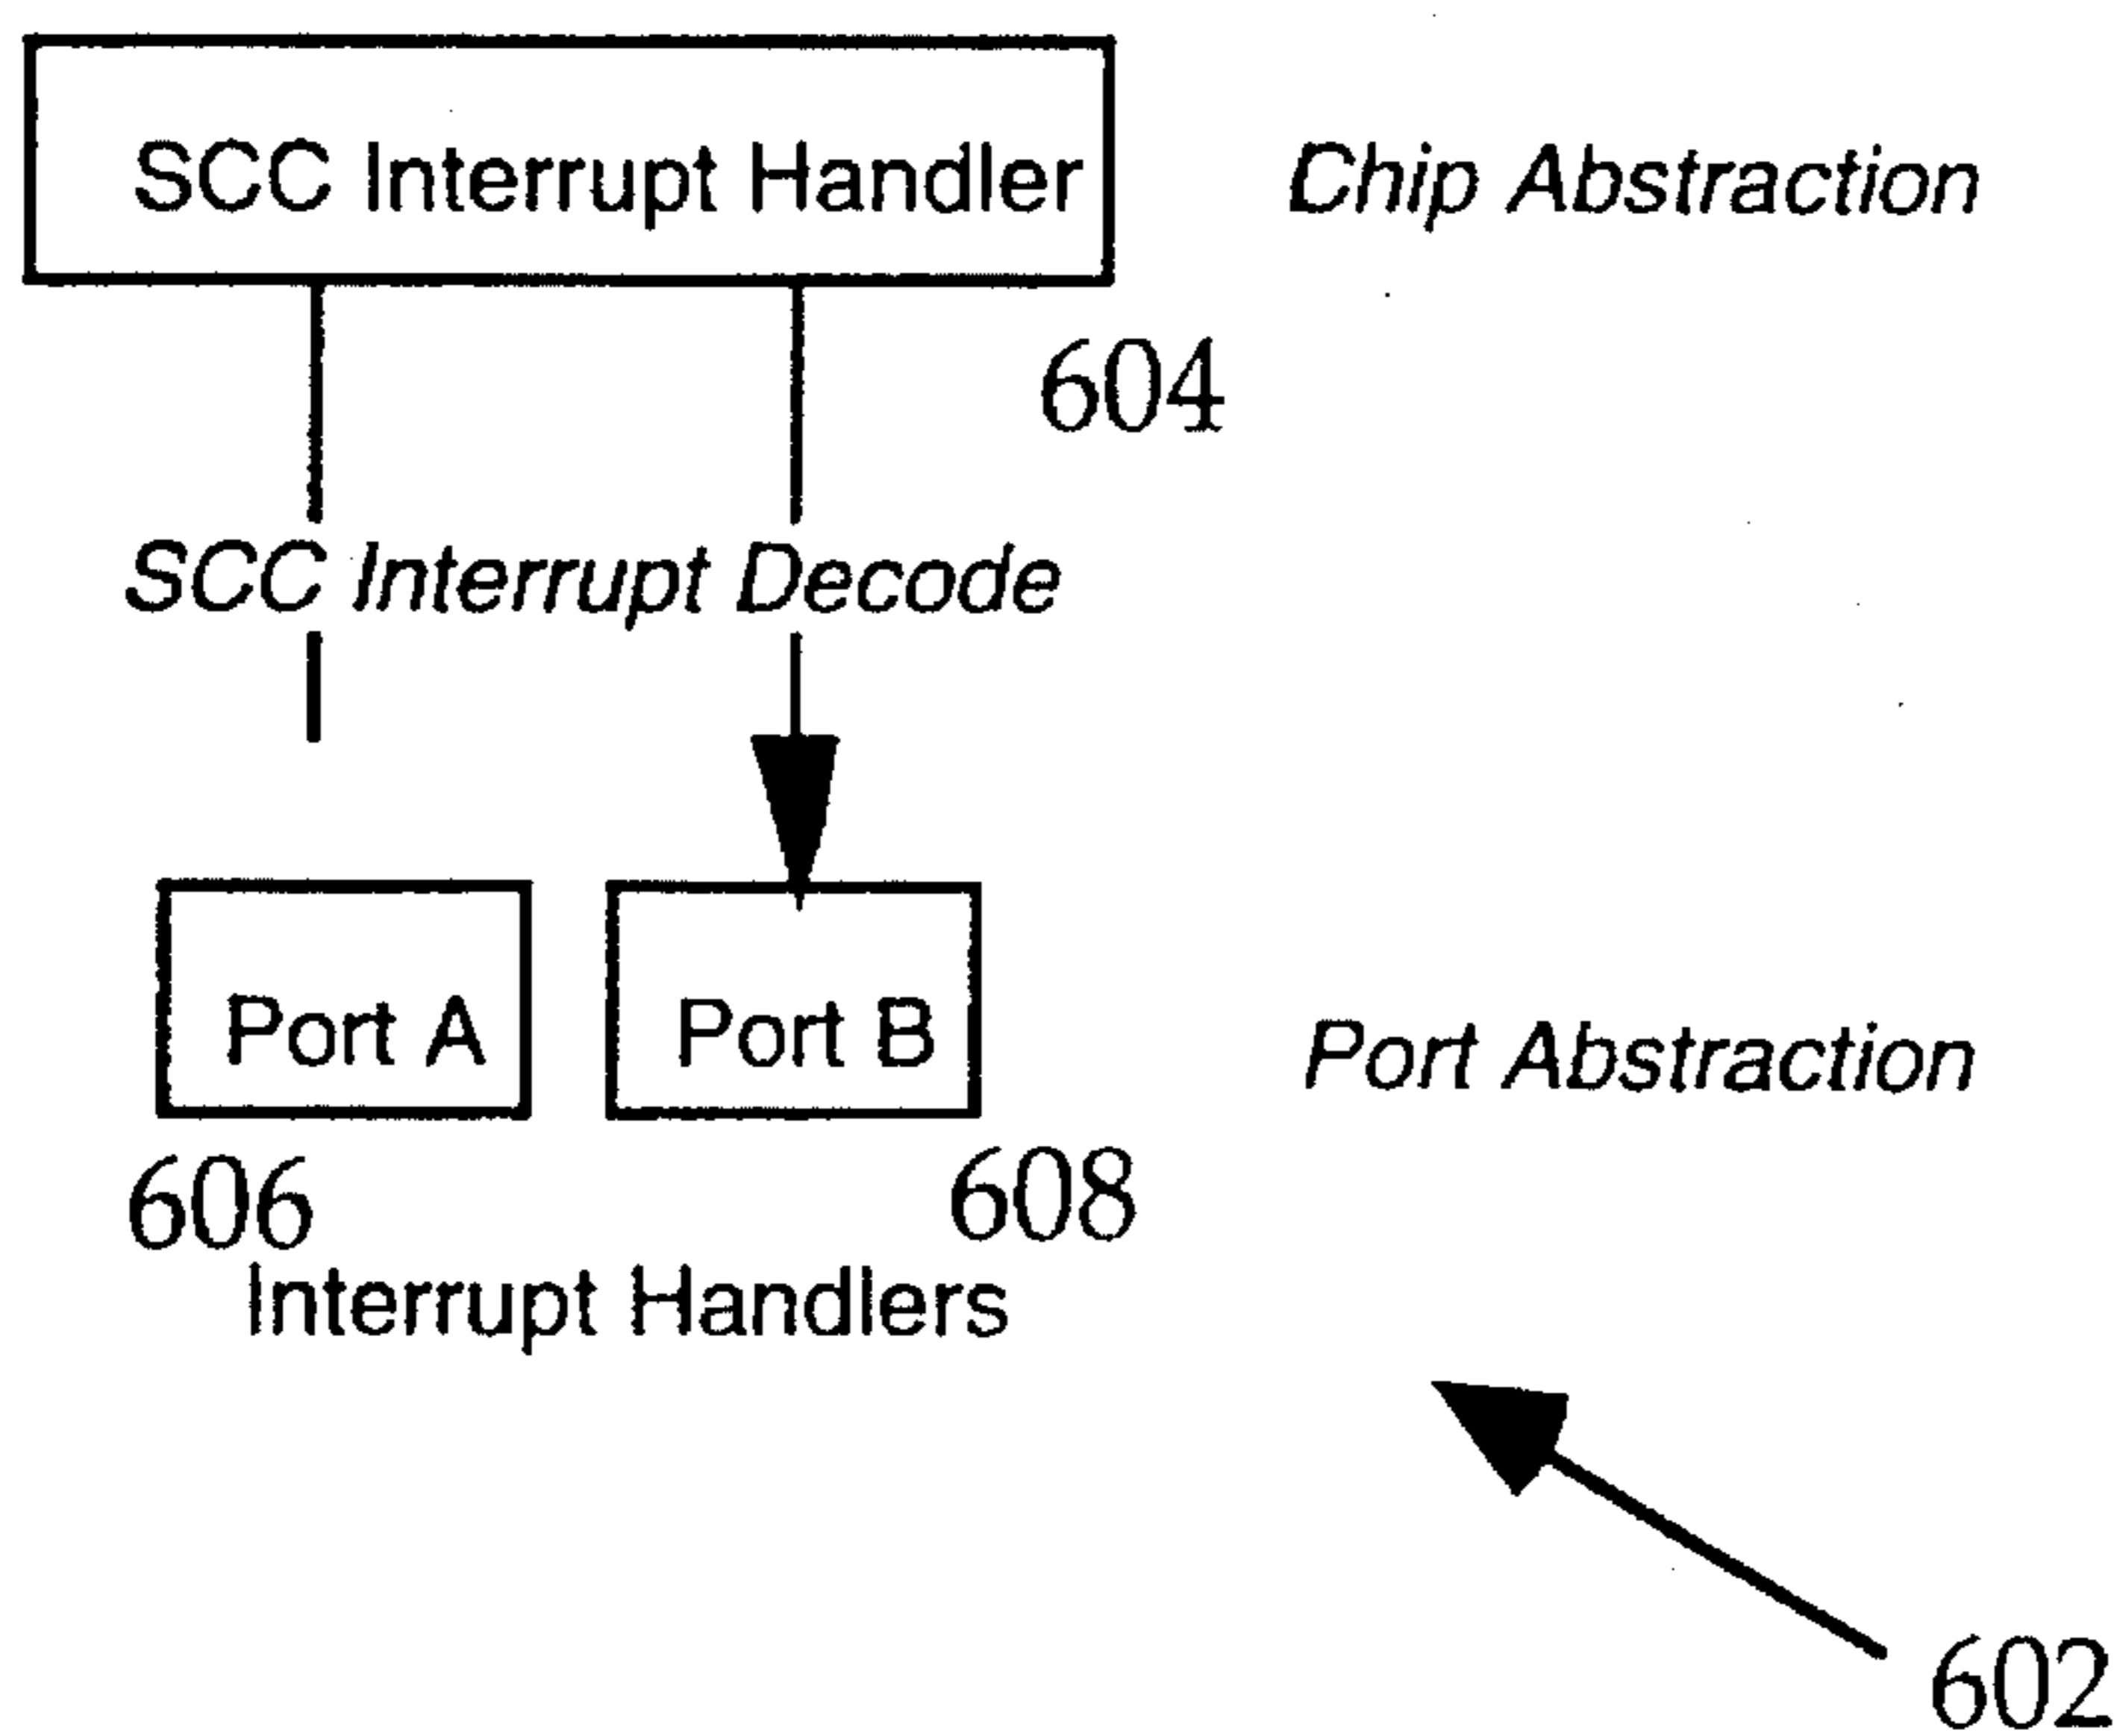 SCC Interrupt Handler
Chip Abstraction
604
SCC Interrupt Decode
Port A
Port B
Port Abstraction
606
608
Interrupt Handlers
602